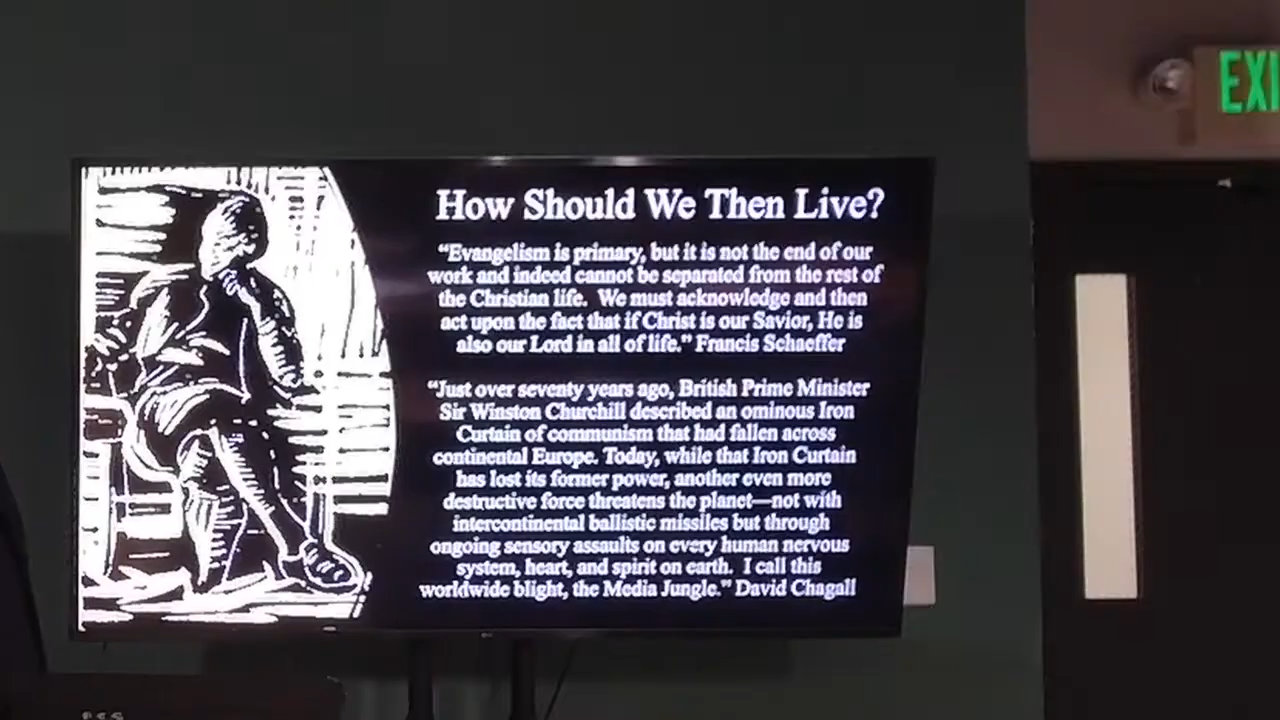 EXI
How Should We Then Live?
“Evangelism is primary, but it is not the end of our
work and indeed cannot be separated from the rest of
the Christian life. We must acknowledge and then
act upon the fact that if Christ is our Savior, He is
also our Lord in all of life.” Francis Schaeffer
“Just over seventy years ago, British Prime Minister
Sir Winston Churchill described an ominous Iron
Curtain of communism that had fallen across
continental Europe. Today, while that Iron Curtain
has lost its former power, another even more
destructive force threatens the planet—not with
intercontinental ballistic missiles but through
ongoing sensory assaults on every human nervous
system, heart, and spirit on earth. I call this
worldwide blight, the Media Jungle.” David Chagall